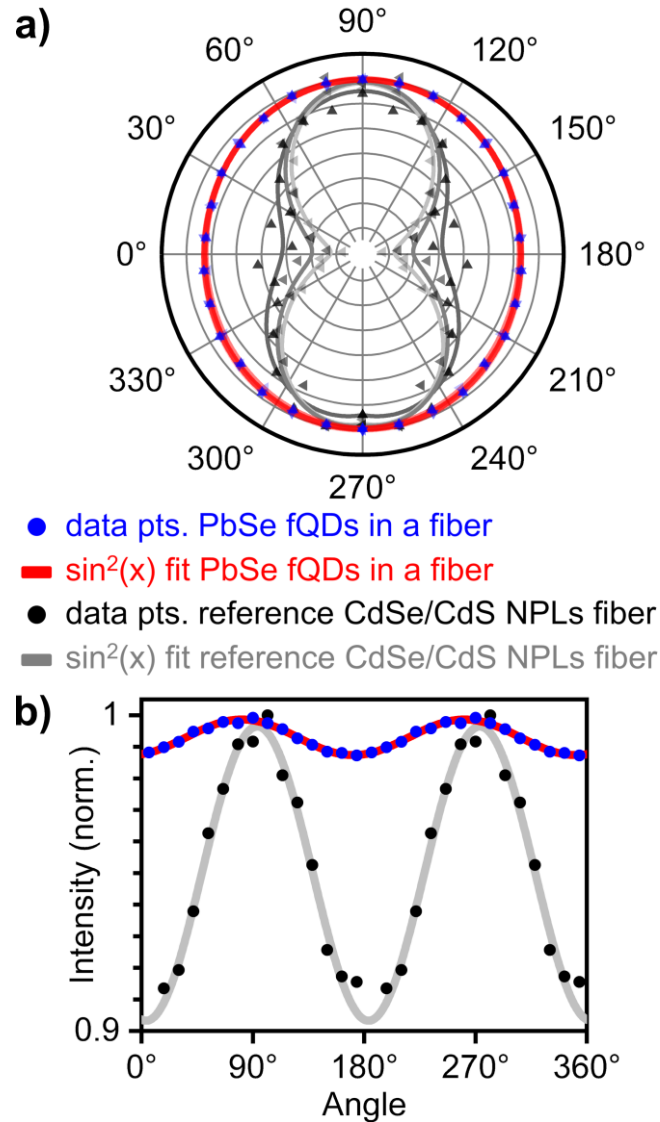 a)
90°
60° 120°
30° 150°
0° 180°
330° 210°
300° 240°
270°
data pts. PbSe fQDs in a fiber
sin²(x) fit PbSe fQDs in a fiber
data pts. reference CdSe/CdS NPLs fiber
sin²(x) fit reference CdSe/CdS NPLs fiber
b)
1
Intensity (norm.)
0.9
0° 90° 180° 270° 360°
Angle